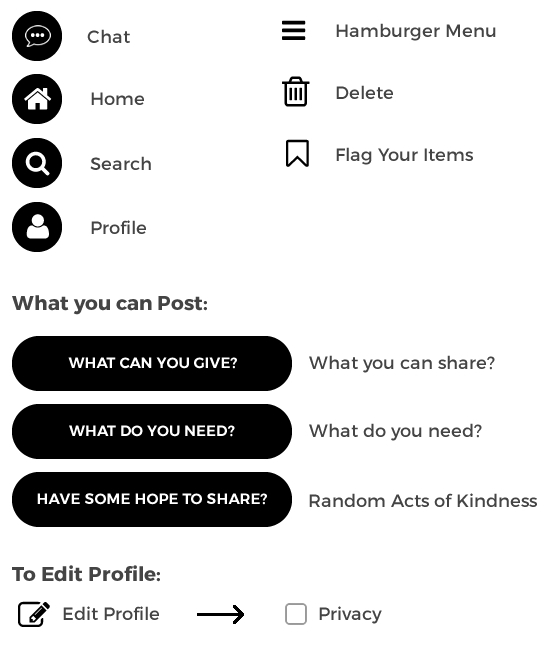 Chat
Hamburger Menu
Home
Delete
Search
Flag Your Items
Profile
What you can Post:
WHAT CAN YOU GIVE?
What you can share?
WHAT DO YOU NEED?
What do you need?
HAVE SOME HOPE TO SHARE?
Random Acts of Kindness
To Edit Profile:
Edit Profile
Privacy